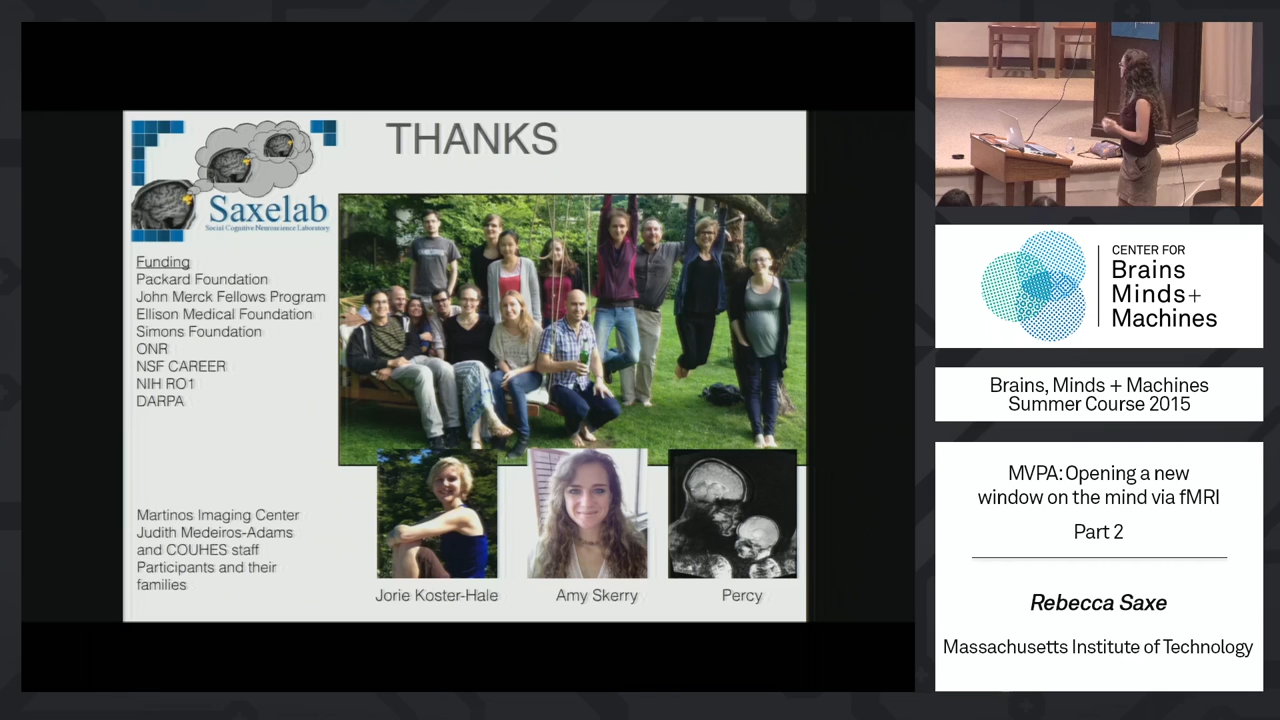 THANKS
Saxelab
Social Cognitive Neuroscience Laboratory
Funding
Packard Foundation
John Merck Fellows Program
Ellison Medical Foundation
Simons Foundation
ONR
NSF CAREER
NIH RO1
DARPA
Martinos Imaging Center
Judith Medeiros-Adams
and COUHES staff
Participants and their
families
Jorie Koster-Hale
Amy Skerry
Percy
CENTER FOR
Brains
Minds+
Machines
Brains, Minds + Machines
Summer Course 2015
MVPA: Opening a new
window on the mind via fMRI
Part 2
Rebecca Saxe
Massachusetts Institute of Technology